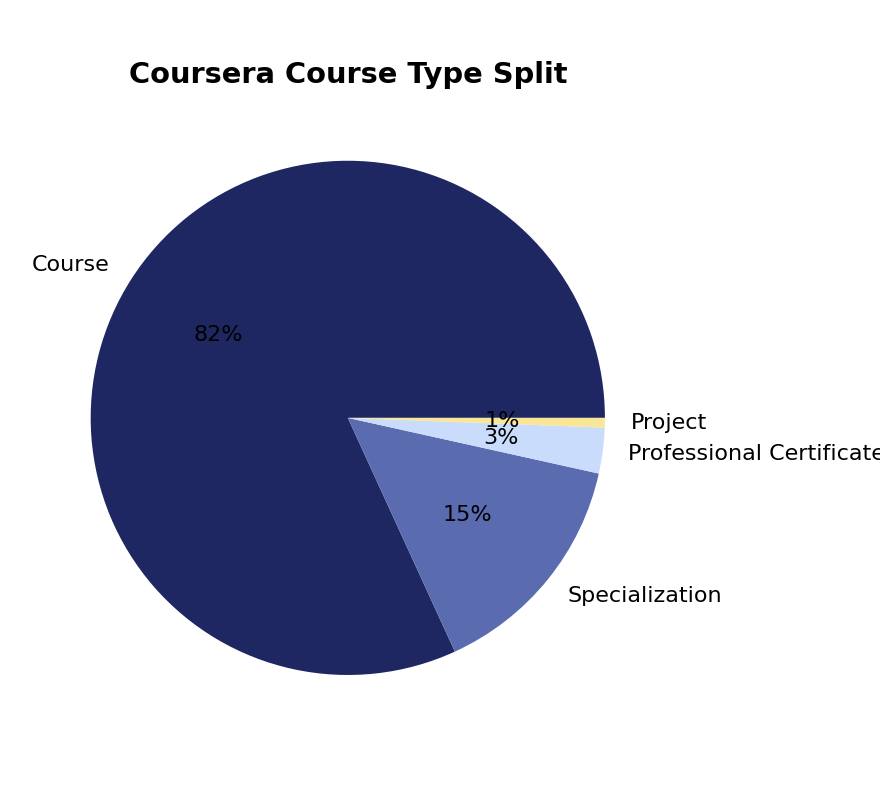 Coursera Course Type Split
Course
82%
1%
Project
3%
Professional Certificate
15%
Specialization